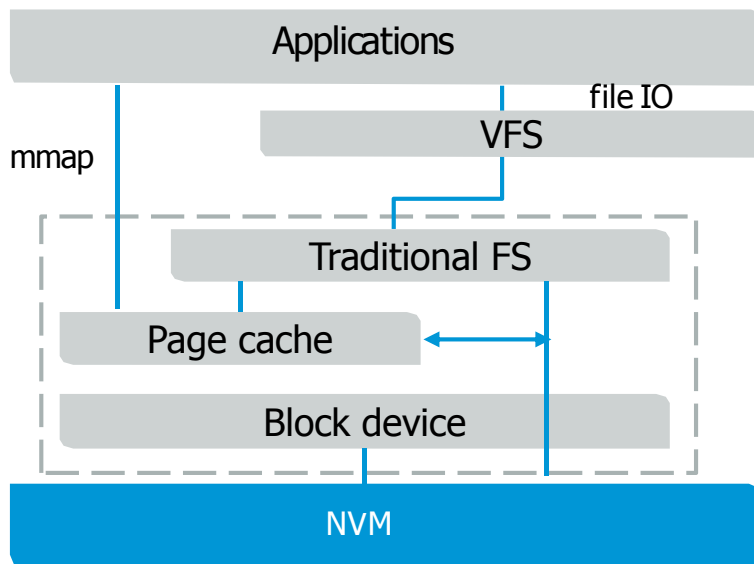 Applications
file IO
VFS
mmap
Traditional FS
Page cache
Block device
NVM